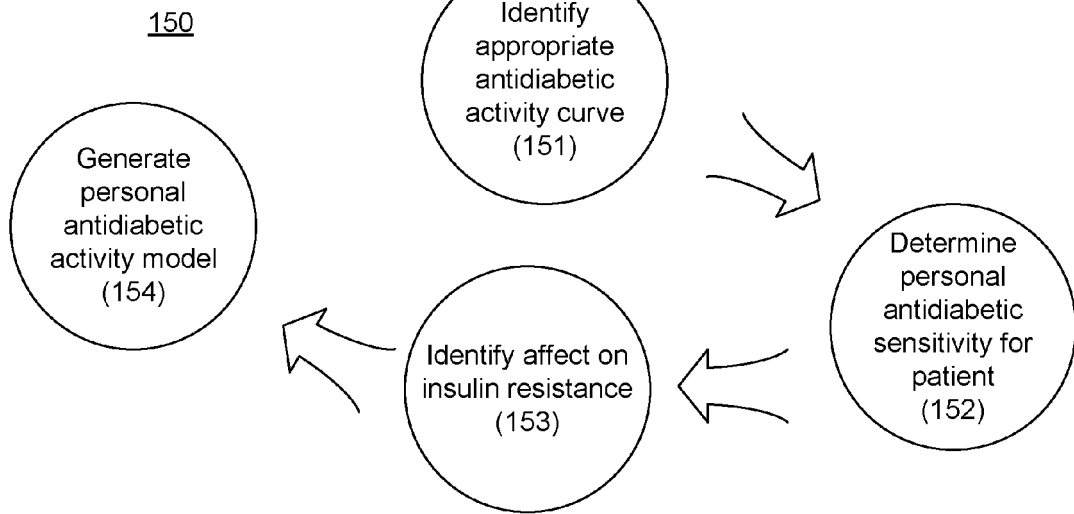 150
Identify
appropriate
antidiabetic
activity curve
(151)
Generate
personal
antidiabetic
activity model
(154)
Determine
personal
antidiabetic
sensitivity for
patient
(152)
Identify affect on
insulin resistance
(153)